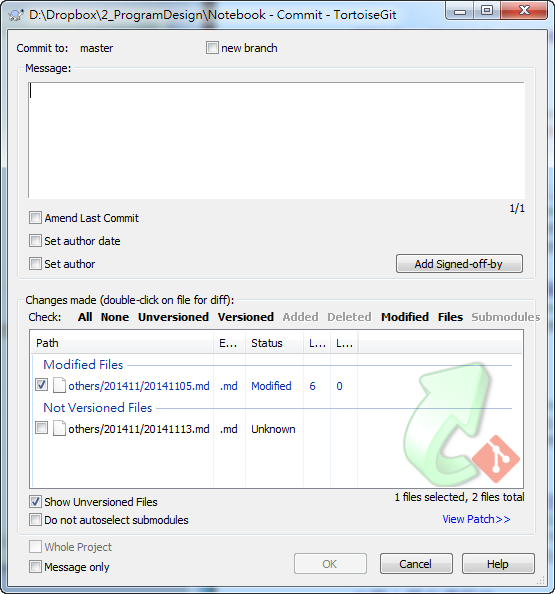 D:\Dropbox\2_ProgramDesign\Notebook - Commit - TortoiseGit
Commit to: master new branch
Message:
1/1
Amend Last Commit
Set author date
Set author Add Signed-off-by
Changes made (double-click on file for diff):
Check: All None Unversioned Versioned Added Deleted Modified Files Submodules
Path E... Status L... L...
Modified Files
others/201411/20141105.md .md Modified 6 0
Not Versioned Files
others/201411/20141113.md .md Unknown
Show Unversioned Files 1 files selected, 2 files total
Do not autoselect submodules View Patch>>
Whole Project
Message only OK Cancel Help